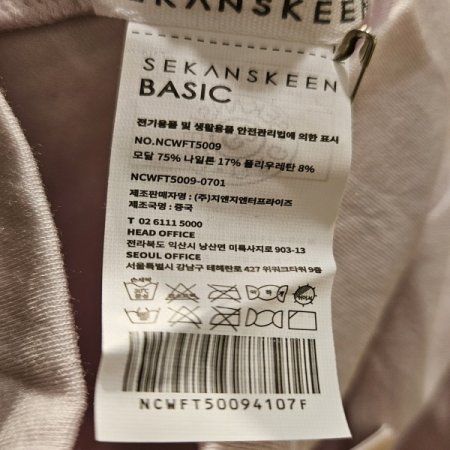 SEKANSKEEN
SEKANSKEEN
BASIC
전기용품 및 생활용품 안전관리법에 의한 표시
NO.NCWFT5009
모달 75% 나일론 17% 폴리우레탄 8%
NCWFT5009-0701
제조판매자명 : (주)지엔지엔터프라이즈
제조국명 : 중국
T 02 6111 5000
HEAD OFFICE
전라북도 익산시 낭산면 미륵사지로 903-13
SEOUL OFFICE
서울특별시 강남구 테헤란로 427 위워크타워 9층
NCWFT50094107F